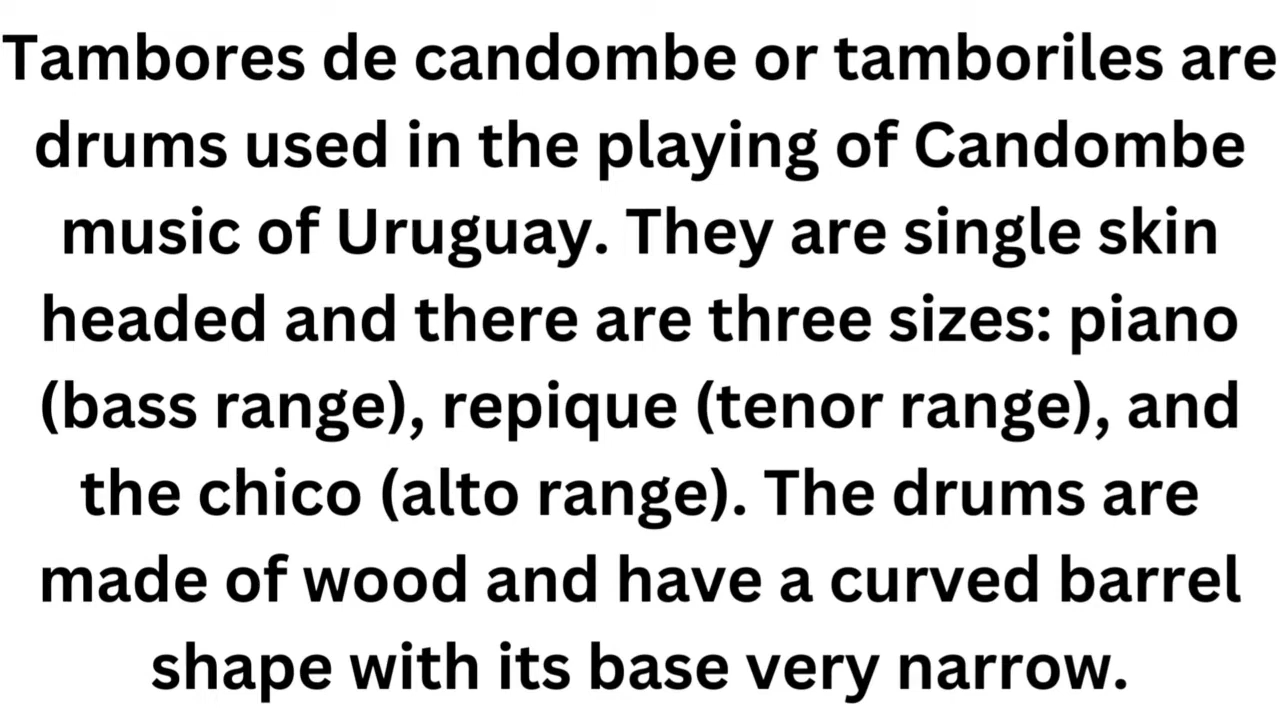 Tambores de candombe or tamboriles are
drums used in the playing of Candombe
music of Uruguay. They are single skin
headed and there are three sizes: piano
(bass range), repique (tenor range), and
the chico (alto range). The drums are
made of wood and have a curved barrel
shape with its base very narrow.